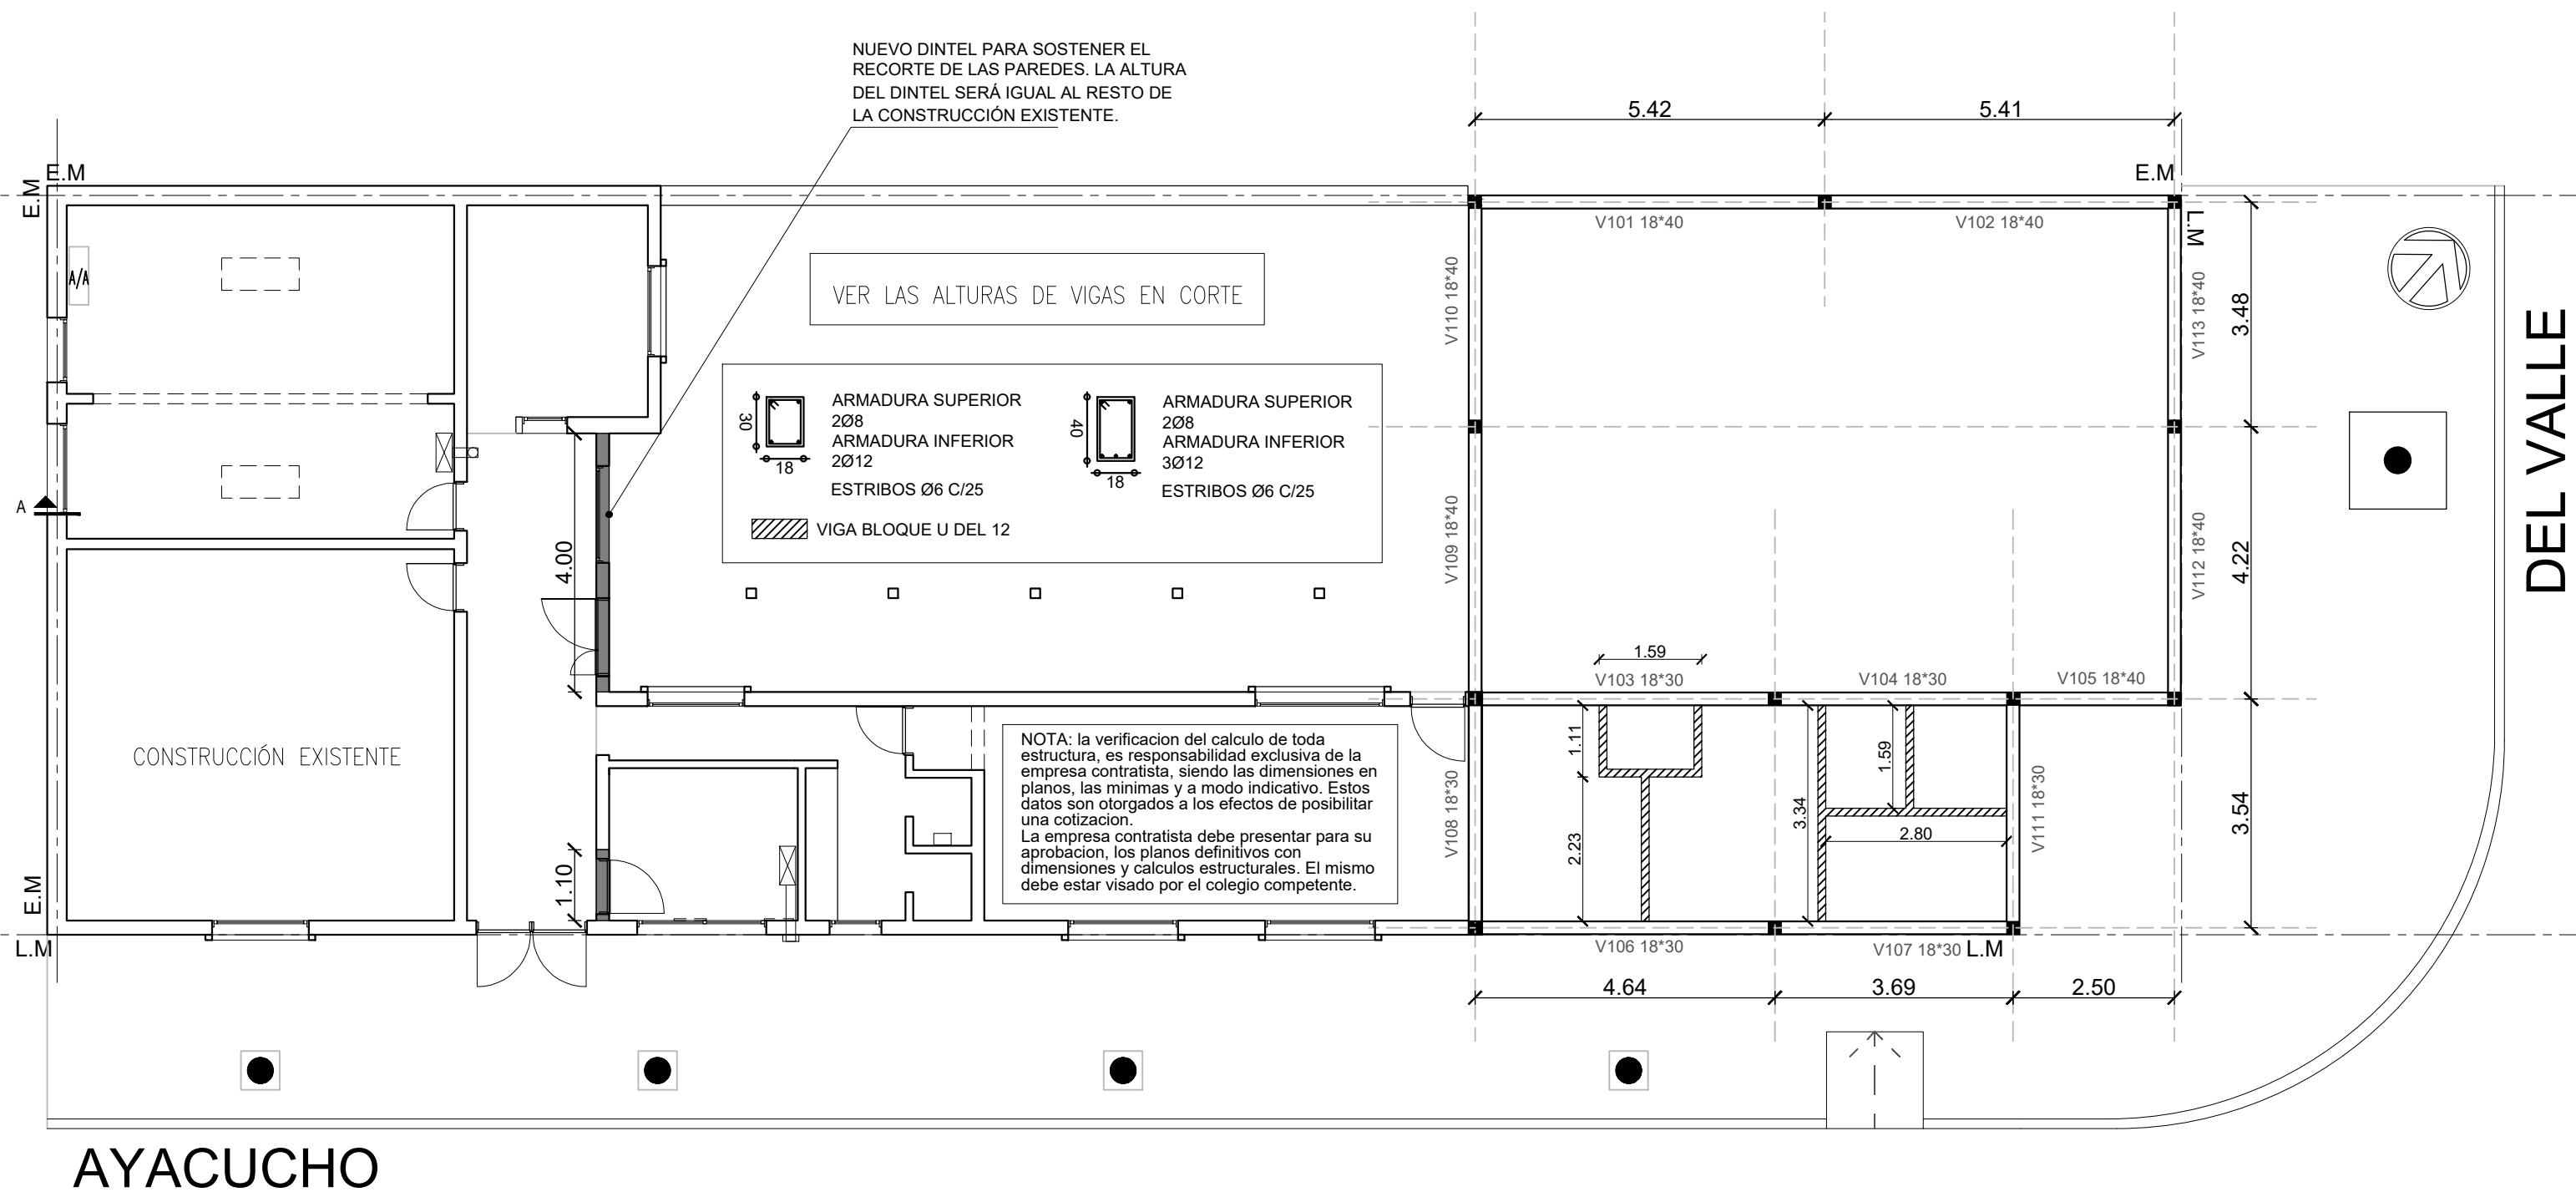 NUEVO DINTEL PARA SOSTENER EL
RECORTE DE LAS PAREDES. LA ALTURA
DEL DINTEL SERÁ IGUAL AL RESTO DE
LA CONSTRUCCIÓN EXISTENTE.
5.42
5.41
E.M
E.M
E.M
L.M
V101 18*40
V102 18*40
A/A
VER LAS ALTURAS DE VIGAS EN CORTE
V110 18*40
V113 18*40
3.48
DEL VALLE
30
18
ARMADURA SUPERIOR
2Ø8
ARMADURA INFERIOR
2Ø12
ESTRIBOS Ø6 C/25
40
18
ARMADURA SUPERIOR
2Ø8
ARMADURA INFERIOR
3Ø12
ESTRIBOS Ø6 C/25
VIGA BLOQUE U DEL 12
A
4.00
V109 18*40
V112 18*40
4.22
1.59
V103 18*30
V104 18*30
V105 18*40
CONSTRUCCIÓN EXISTENTE
NOTA: la verificacion del calculo de toda
estructura, es responsabilidad exclusiva de la
empresa contratista, siendo las dimensiones en
planos, las minimas y a modo indicativo. Estos
datos son otorgados a los efectos de posibilitar
una cotizacion.
La empresa contratista debe presentar para su
aprobacion, los planos definitivos con
dimensiones y calculos estructurales. El mismo
debe estar visado por el colegio competente.
V108 18*30
1.11
2.23
3.34
1.59
2.80
V111 18*30
3.54
1.10
E.M
L.M
V106 18*30
V107 18*30
L.M
4.64
3.69
2.50
AYACUCHO